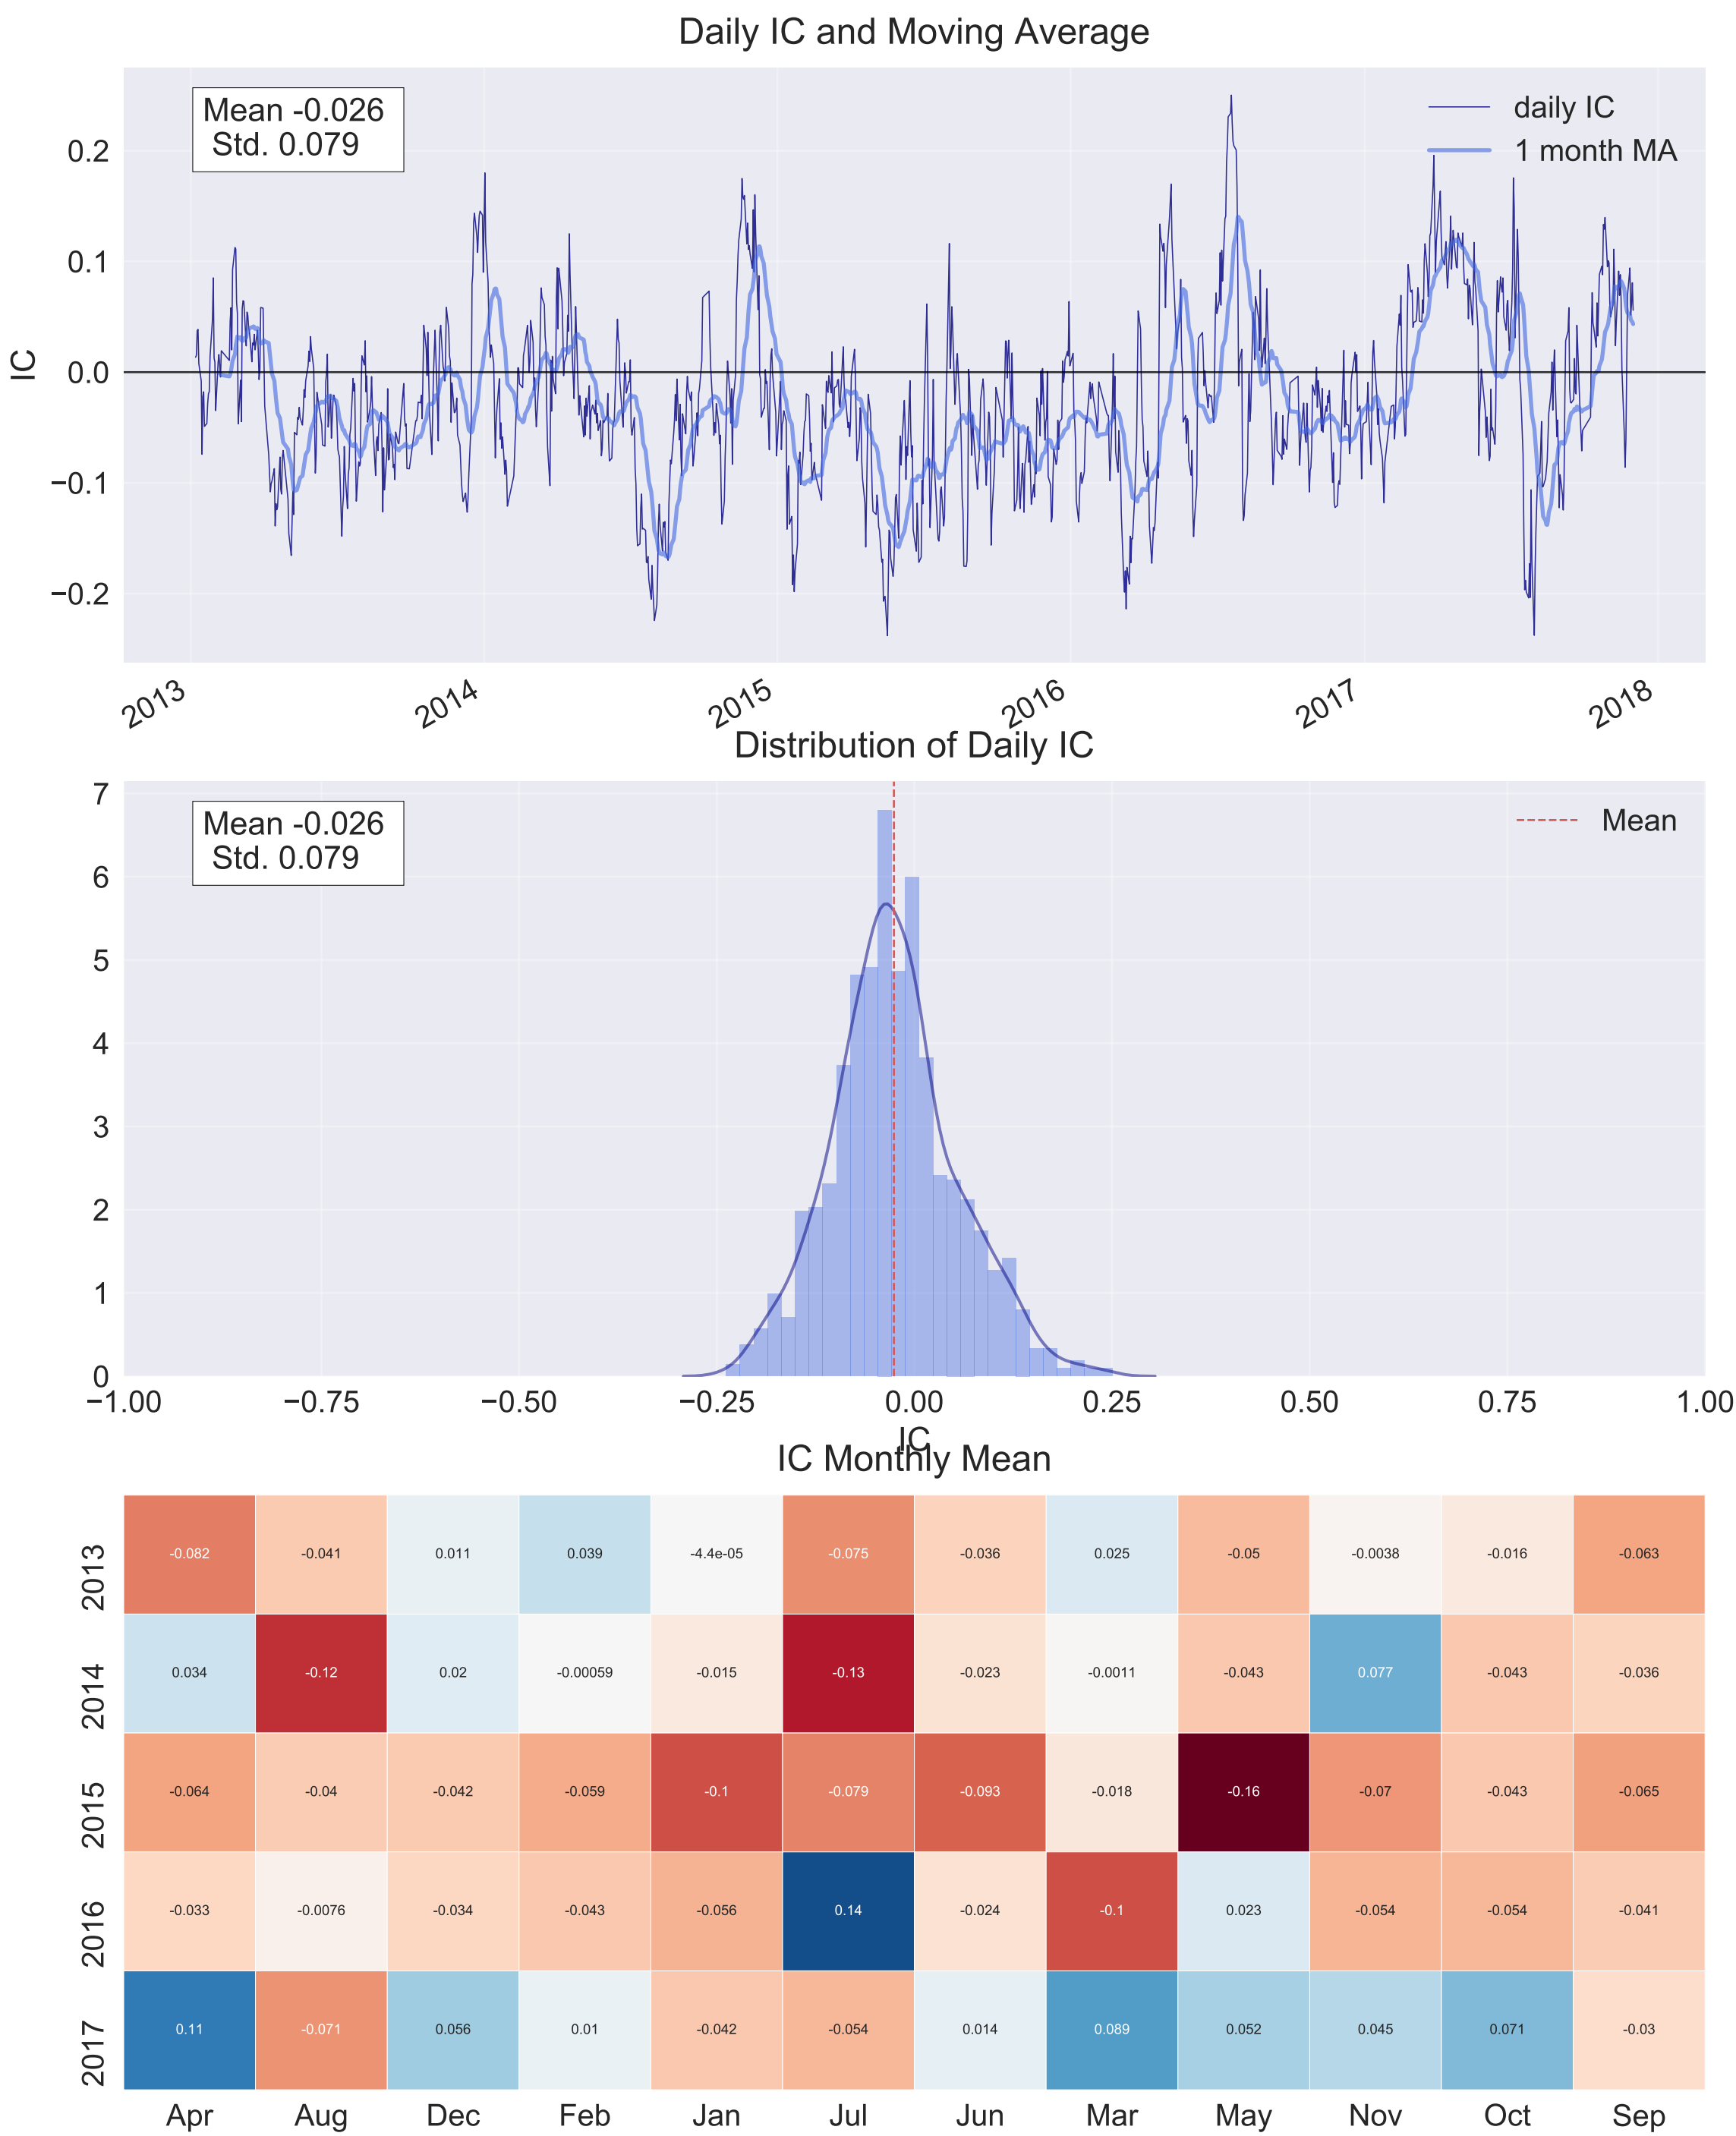 Daily IC and Moving Average
Mean -0.026
Std. 0.079
daily IC
1 month MA
IC
0.2
0.1
0.0
−0.1
−0.2
2013 2014 2015 2016 2017 2018
Distribution of Daily IC
Mean -0.026
Std. 0.079
Mean
7
6
5
4
3
2
1
0
−1.00 −0.75 −0.50 −0.25 0.00 0.25 0.50 0.75 1.00
IC
IC Monthly Mean
2013 -0.082 -0.041 0.011 0.039 -4.4e-05 -0.075 -0.036 0.025 -0.05 -0.0038 -0.016 -0.063
2014 0.034 -0.12 0.02 -0.00059 -0.015 -0.13 -0.023 -0.0011 -0.043 0.077 -0.043 -0.036
2015 -0.064 -0.04 -0.042 -0.059 -0.1 -0.079 -0.093 -0.018 -0.16 -0.07 -0.043 -0.065
2016 -0.033 -0.0076 -0.034 -0.043 -0.056 0.14 -0.024 -0.1 0.023 -0.054 -0.054 -0.041
2017 0.11 -0.071 0.056 0.01 -0.042 -0.054 0.014 0.089 0.052 0.045 0.071 -0.03
Apr Aug Dec Feb Jan Jul Jun Mar May Nov Oct Sep